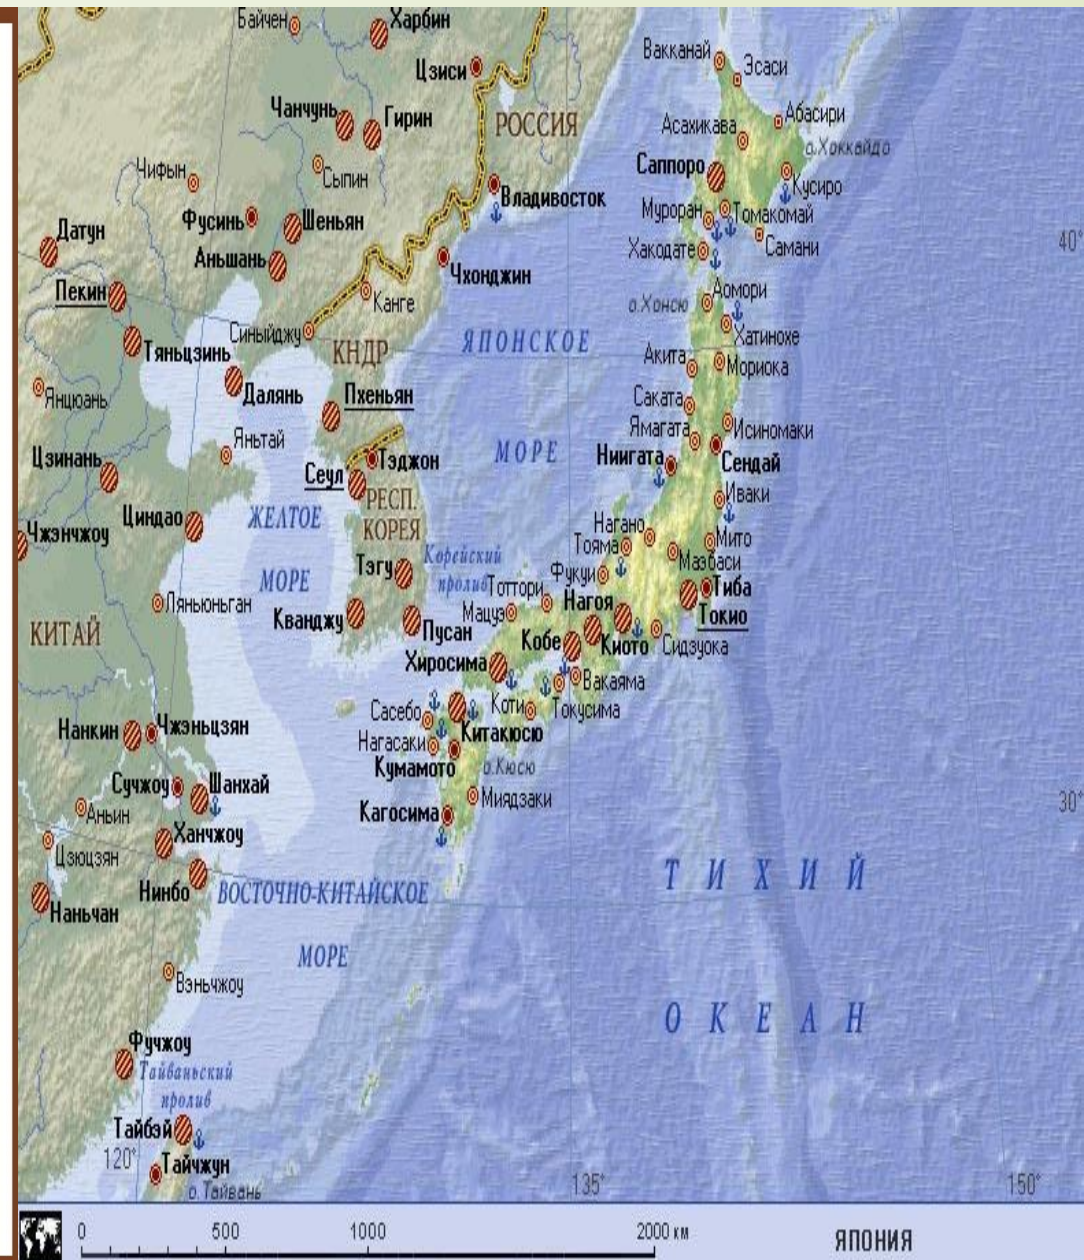 Байчен
Харбин
Цзиси
Чанчунь
Гирин
РОССИЯ
Чифын
Сыпин
Владивосток
Фусинь
Шеньян
Датун
Аньшань
Чхонджин
Пекин
Канге
Синыйджу
КНДР
Тяньцзинь
Далянь
Пхеньян
Янцюань
Яньтай
Цзинань
Сеул
Тэджон
РЕСП.
КОРЕЯ
Чжэнчжоу
Циндао
ЖЕЛТОЕ
МОРЕ
Тэгу
Корейский
пролив
Ляньюньган
Кванджу
Пусан
КИТАЙ
Нанкин
Чжэньцзян
Сучжоу
Шанхай
Аньин
Ханчжоу
Цзюцзян
Нинбо
Наньчан
ВОСТОЧНО-КИТАЙСКОЕ
МОРЕ
Вэньчжоу
Фучжоу
Тайваньский
пролив
Тайбэй
Тайчжун
о.Тайвань
Вакканай
Эсаси
Абасири
Асахикава
о.Хоккайдо
Саппоро
Кусиро
Муроран
Томакомай
Хакодате
Самани
40°
Аомори
о.Хонсю
Хатинохе
ЯПОНСКОЕ
МОРЕ
Акита
Мориока
Саката
Исиномаки
Ямагата
Ниигата
Сендай
Иваки
Нагано
Тояма
Мито
Маэбаси
Фукуи
Тоттори
Тиба
Нагоя
Мацуэ
Токио
Кобе
Киото
Сидзуока
Хиросима
Вакаяма
Сасебо
Коти
Токусима
Китакюсю
Нагасаки
Кумамото
о.Кюсю
Миядзаки
Кагосима
30°
ТИХИЙ
ОКЕАН
120°
135°
150°
0 500 1000 2000 км
ЯПОНИЯ